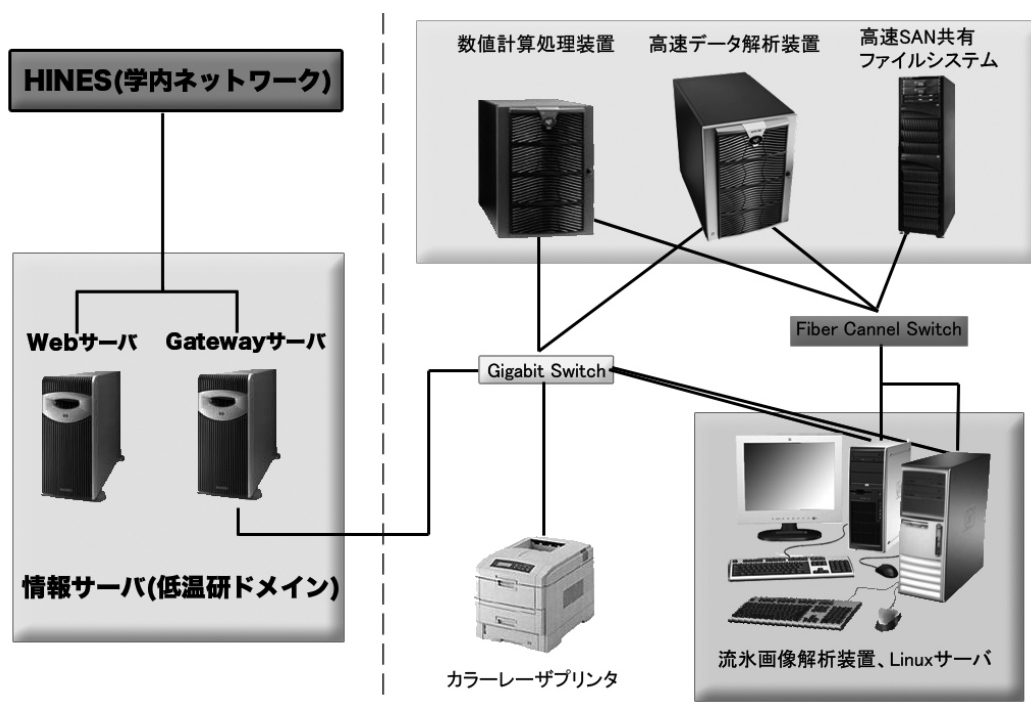 HINES(学内ネットワーク)
Webサーバ
Gatewayサーバ
情報サーバ(低温研ドメイン)
数値計算処理装置
高速データ解析装置
高速SAN共有
ファイルシステム
Fiber Cannel Switch
Gigabit Switch
カラーレーザプリンタ
流氷画像解析装置、Linuxサーバ